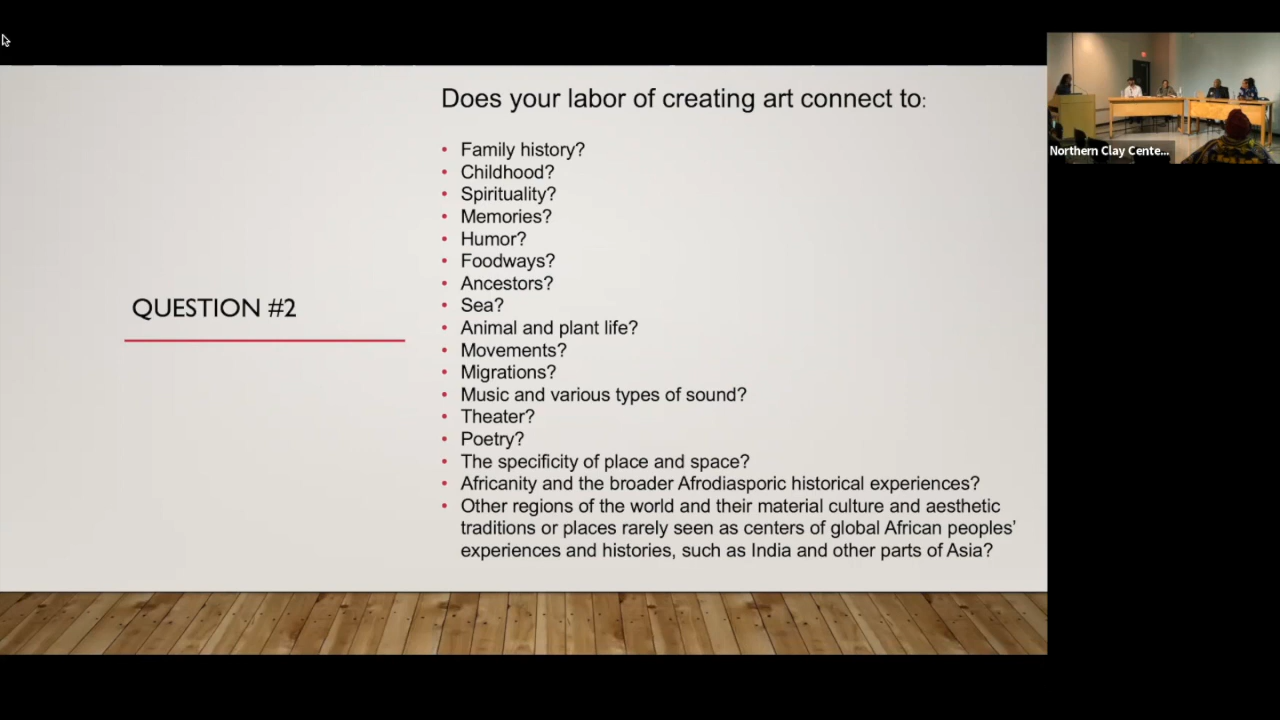 Does your labor of creating art connect to:
• Family history?
• Childhood?
• Spirituality?
• Memories?
• Humor?
• Foodways?
• Ancestors?
• Sea?
• Animal and plant life?
• Movements?
• Migrations?
• Music and various types of sound?
• Theater?
• Poetry?
• The specificity of place and space?
• Africanity and the broader Afrodiasporic historical experiences?
• Other regions of the world and their material culture and aesthetic
traditions or places rarely seen as centers of global African peoples'
experiences and histories, such as India and other parts of Asia?
QUESTION #2
Northern Clay Cente...